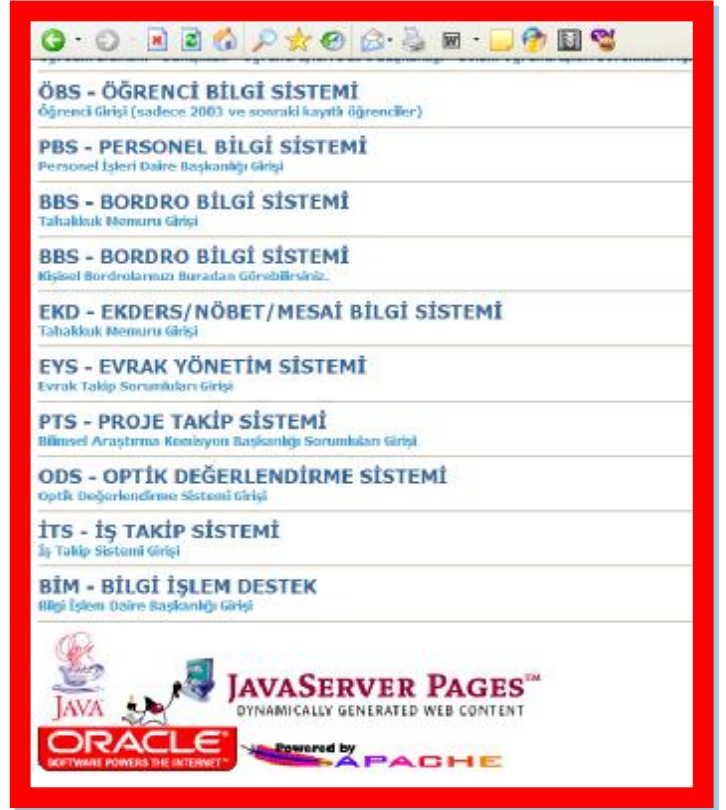 ÖBS - ÖĞRENCİ BİLGİ SİSTEMİ
Öğrenci Girişi (sadece 2003 ve sonraki kayıtlı öğrenciler)
PBS - PERSONEL BİLGİ SİSTEMİ
Personel İşleri Daire Başkanlığı Girişi
BBS - BORDRO BİLGİ SİSTEMİ
Tahakkuk Memuru Girişi
BBS - BORDRO BİLGİ SİSTEMİ
Kişisel Bordrolarınızı Buradan Görebilirsiniz.
EKD - EKDERS/NÖBET/MESAİ BİLGİ SİSTEMİ
Tahakkuk Memuru Girişi
EYS - EVRAK YÖNETİM SİSTEMİ
Evrak Takip Sorumluları Girişi
PTS - PROJE TAKİP SİSTEMİ
Bilimsel Araştırma Komisyon Başkanlığı Sorumluları Girişi
ODS - OPTİK DEĞERLENDİRME SİSTEMİ
Optik Değerlendirme Sistemi Girişi
İTS - İŞ TAKİP SİSTEMİ
İş Takip Sistemi Girişi
BİM - BİLGİ İŞLEM DESTEK
Bilgi İşlem Daire Başkanlığı Girişi
JAVA
JAVASERVER PAGES™
DYNAMICALLY GENERATED WEB CONTENT
ORACLE
SOFTWARE POWERS THE INTERNET™
Powered by
APACHE